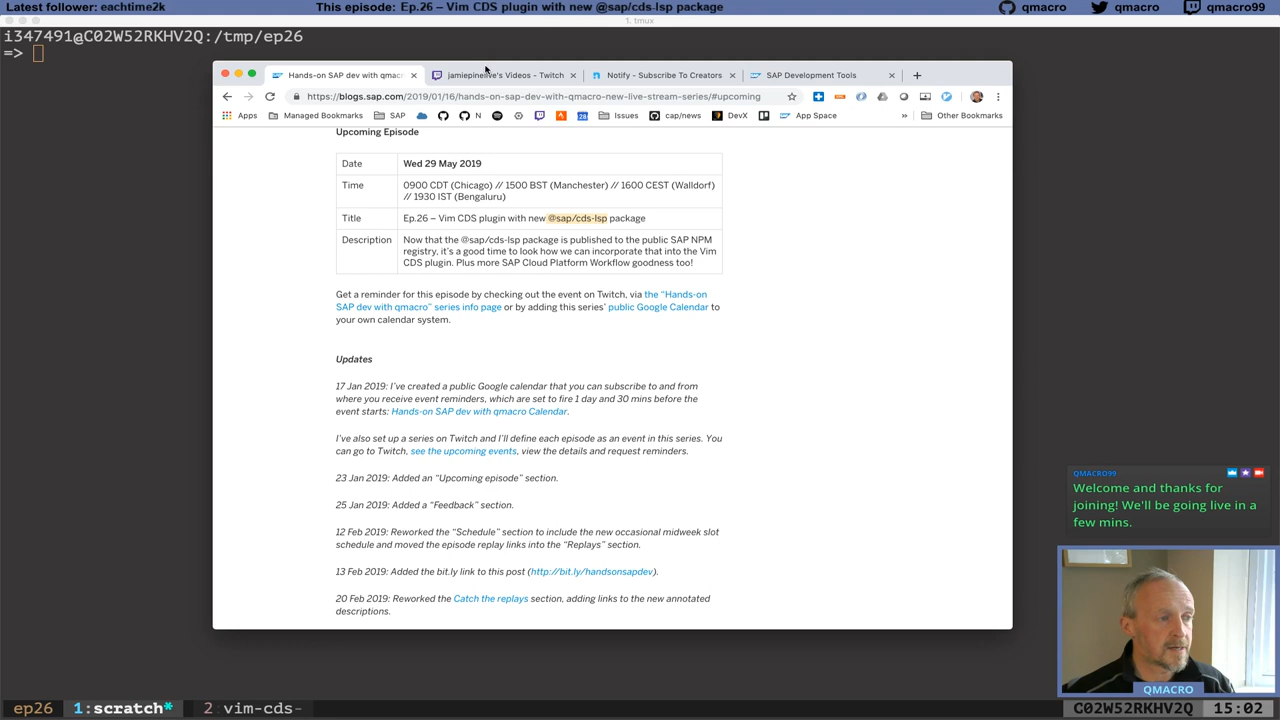 Latest follower: eachtime2k
This episode: Ep.26 – Vim CDS plugin with new @sap/cds-lsp package
qmacro
qmacro
qmacro99
1. tmux
i347491@C02W52RKHV2Q:/tmp/ep26
=>
Hands-on SAP dev with qmacr
Videos - Twitch
Notify - Subscribe To Creators
SAP Development Tools
https://blogs.sap.com/2019/01/16/hands-on-sap-dev-with-qmacro-new-live-stream-series/#upcoming
Apps
Managed Bookmarks
SAP
N
Issues
cap/news
DevX
App Space
»
Other Bookmarks
Upcoming Episode
Date
Wed 29 May 2019
Time
0900 CDT (Chicago) // 1500 BST (Manchester) // 1600 CEST (Walldorf)
// 1930 IST (Bengaluru)
Title
Ep.26 – Vim CDS plugin with new @sap/cds-lsp package
Description
Now that the @sap/cds-lsp package is published to the public SAP NPM
registry, it's a good time to look how we can incorporate that into the Vim
CDS plugin. Plus more SAP Cloud Platform Workflow goodness too!
Get a reminder for this episode by checking out the event on Twitch, via the “Hands-on
SAP dev with qmacro” series info page or by adding this series’ public Google Calendar to
your own calendar system.
Updates
17 Jan 2019: I’ve created a public Google calendar that you can subscribe to and from
where you receive event reminders, which are set to fire 1 day and 30 mins before the
event starts: Hands-on SAP dev with qmacro Calendar.
I’ve also set up a series on Twitch and I’ll define each episode as an event in this series. You
can go to Twitch, see the upcoming events, view the details and request reminders.
23 Jan 2019: Added an “Upcoming episode” section.
25 Jan 2019: Added a “Feedback” section.
12 Feb 2019: Reworked the “Schedule” section to include the new occasional midweek slot
schedule and moved the episode replay links into the “Replays” section.
13 Feb 2019: Added the bit.ly link to this post (http://bit.ly/handsonsapdev).
20 Feb 2019: Reworked the Catch the replays section, adding links to the new annotated
descriptions.
QMACRO99
Welcome and thanks for
joining! We'll be going live in a
few mins.
QMACRO
ep26 1:scratch* 2 vim-cds-
C02W52RKHV2Q 15:02